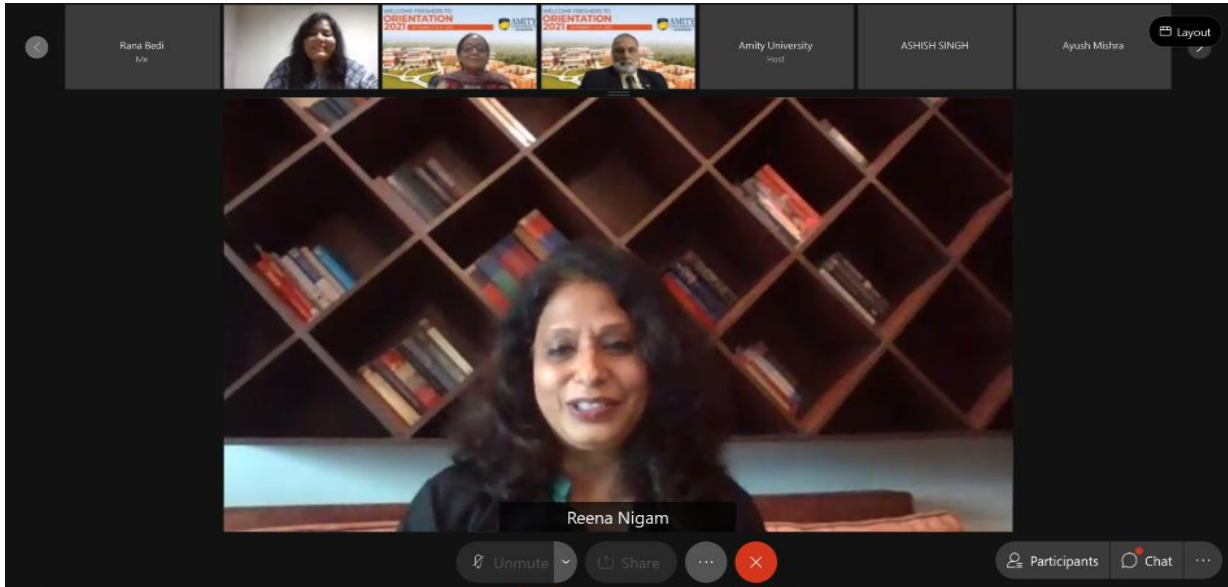 Rana Bedi
Me
WELCOME FRESHERS TO
ORIENTATION
2021
AMITY
WELCOME FRESHERS TO
ORIENTATION
2021
AMITY
Amity University
Host
ASHISH SINGH
Ayush Mishra
Layout
Reena Nigam
Unmute
Share
Participants
Chat